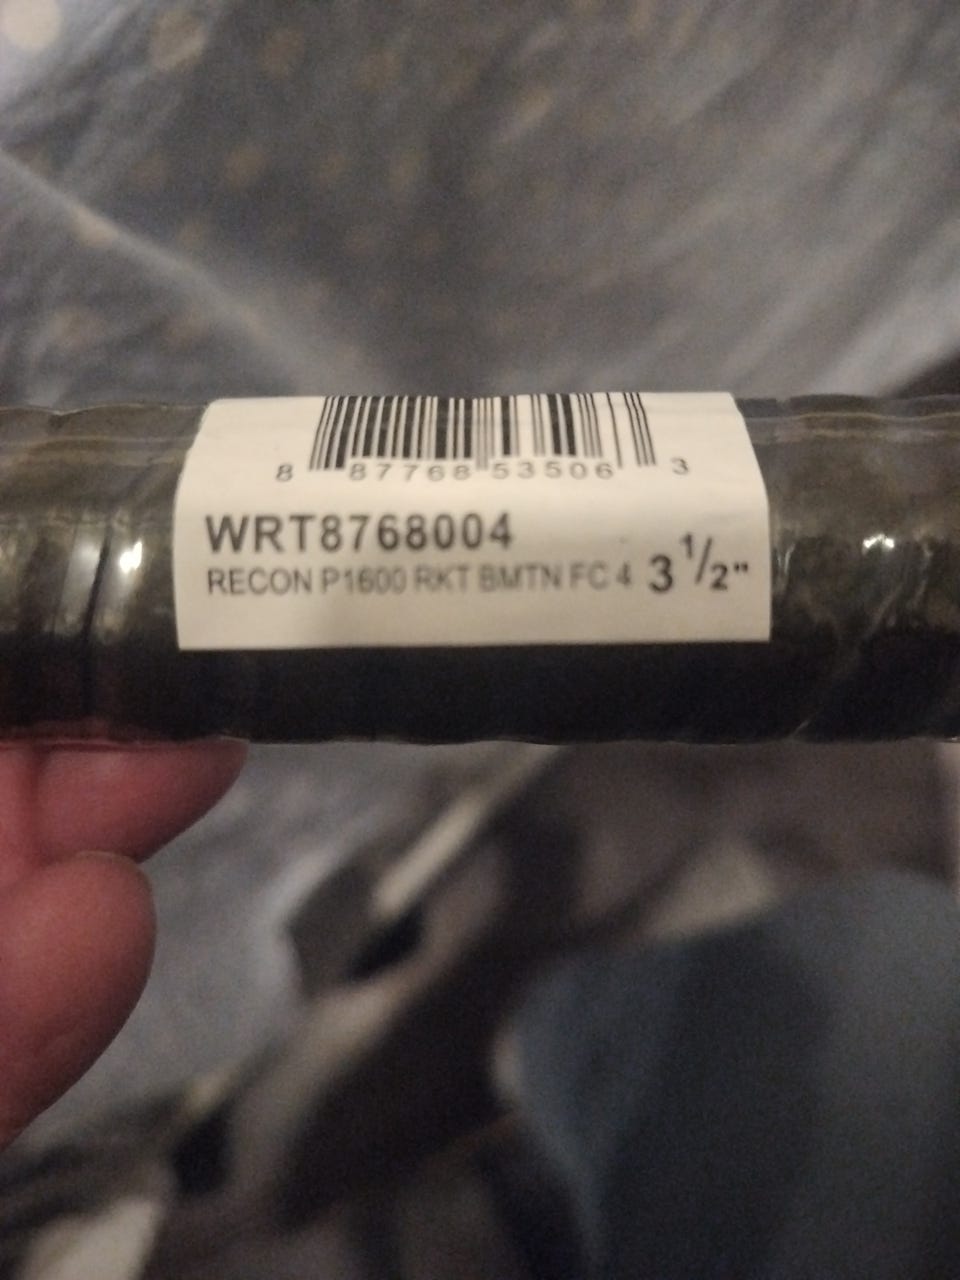 8 87768 53506 3
WRT8768004
RECON P1600 RKT BMTN FC 4 3 1/2"